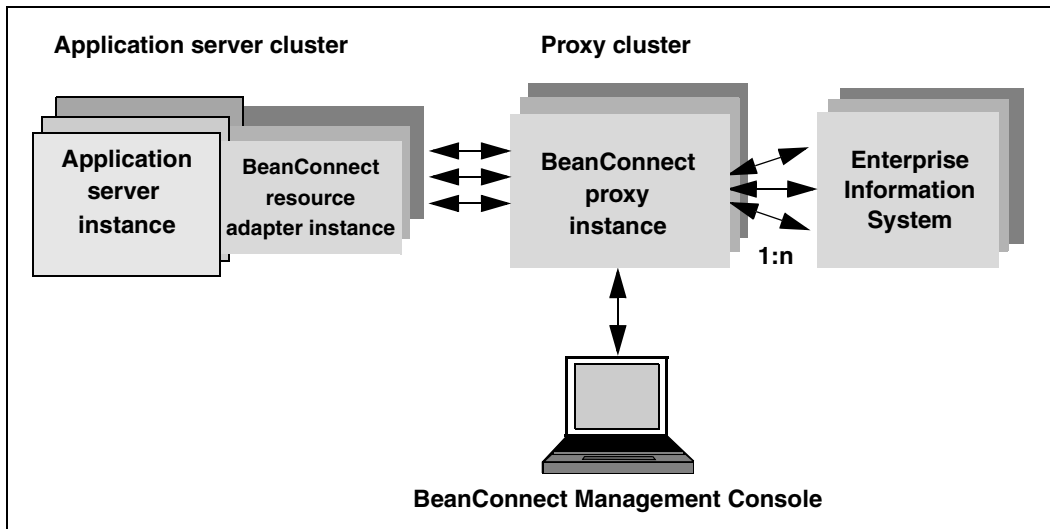 Application server cluster
Proxy cluster
Application
server
instance
BeanConnect
resource
adapter instance
BeanConnect
proxy
instance
Enterprise
Information
System
1:n
BeanConnect Management Console